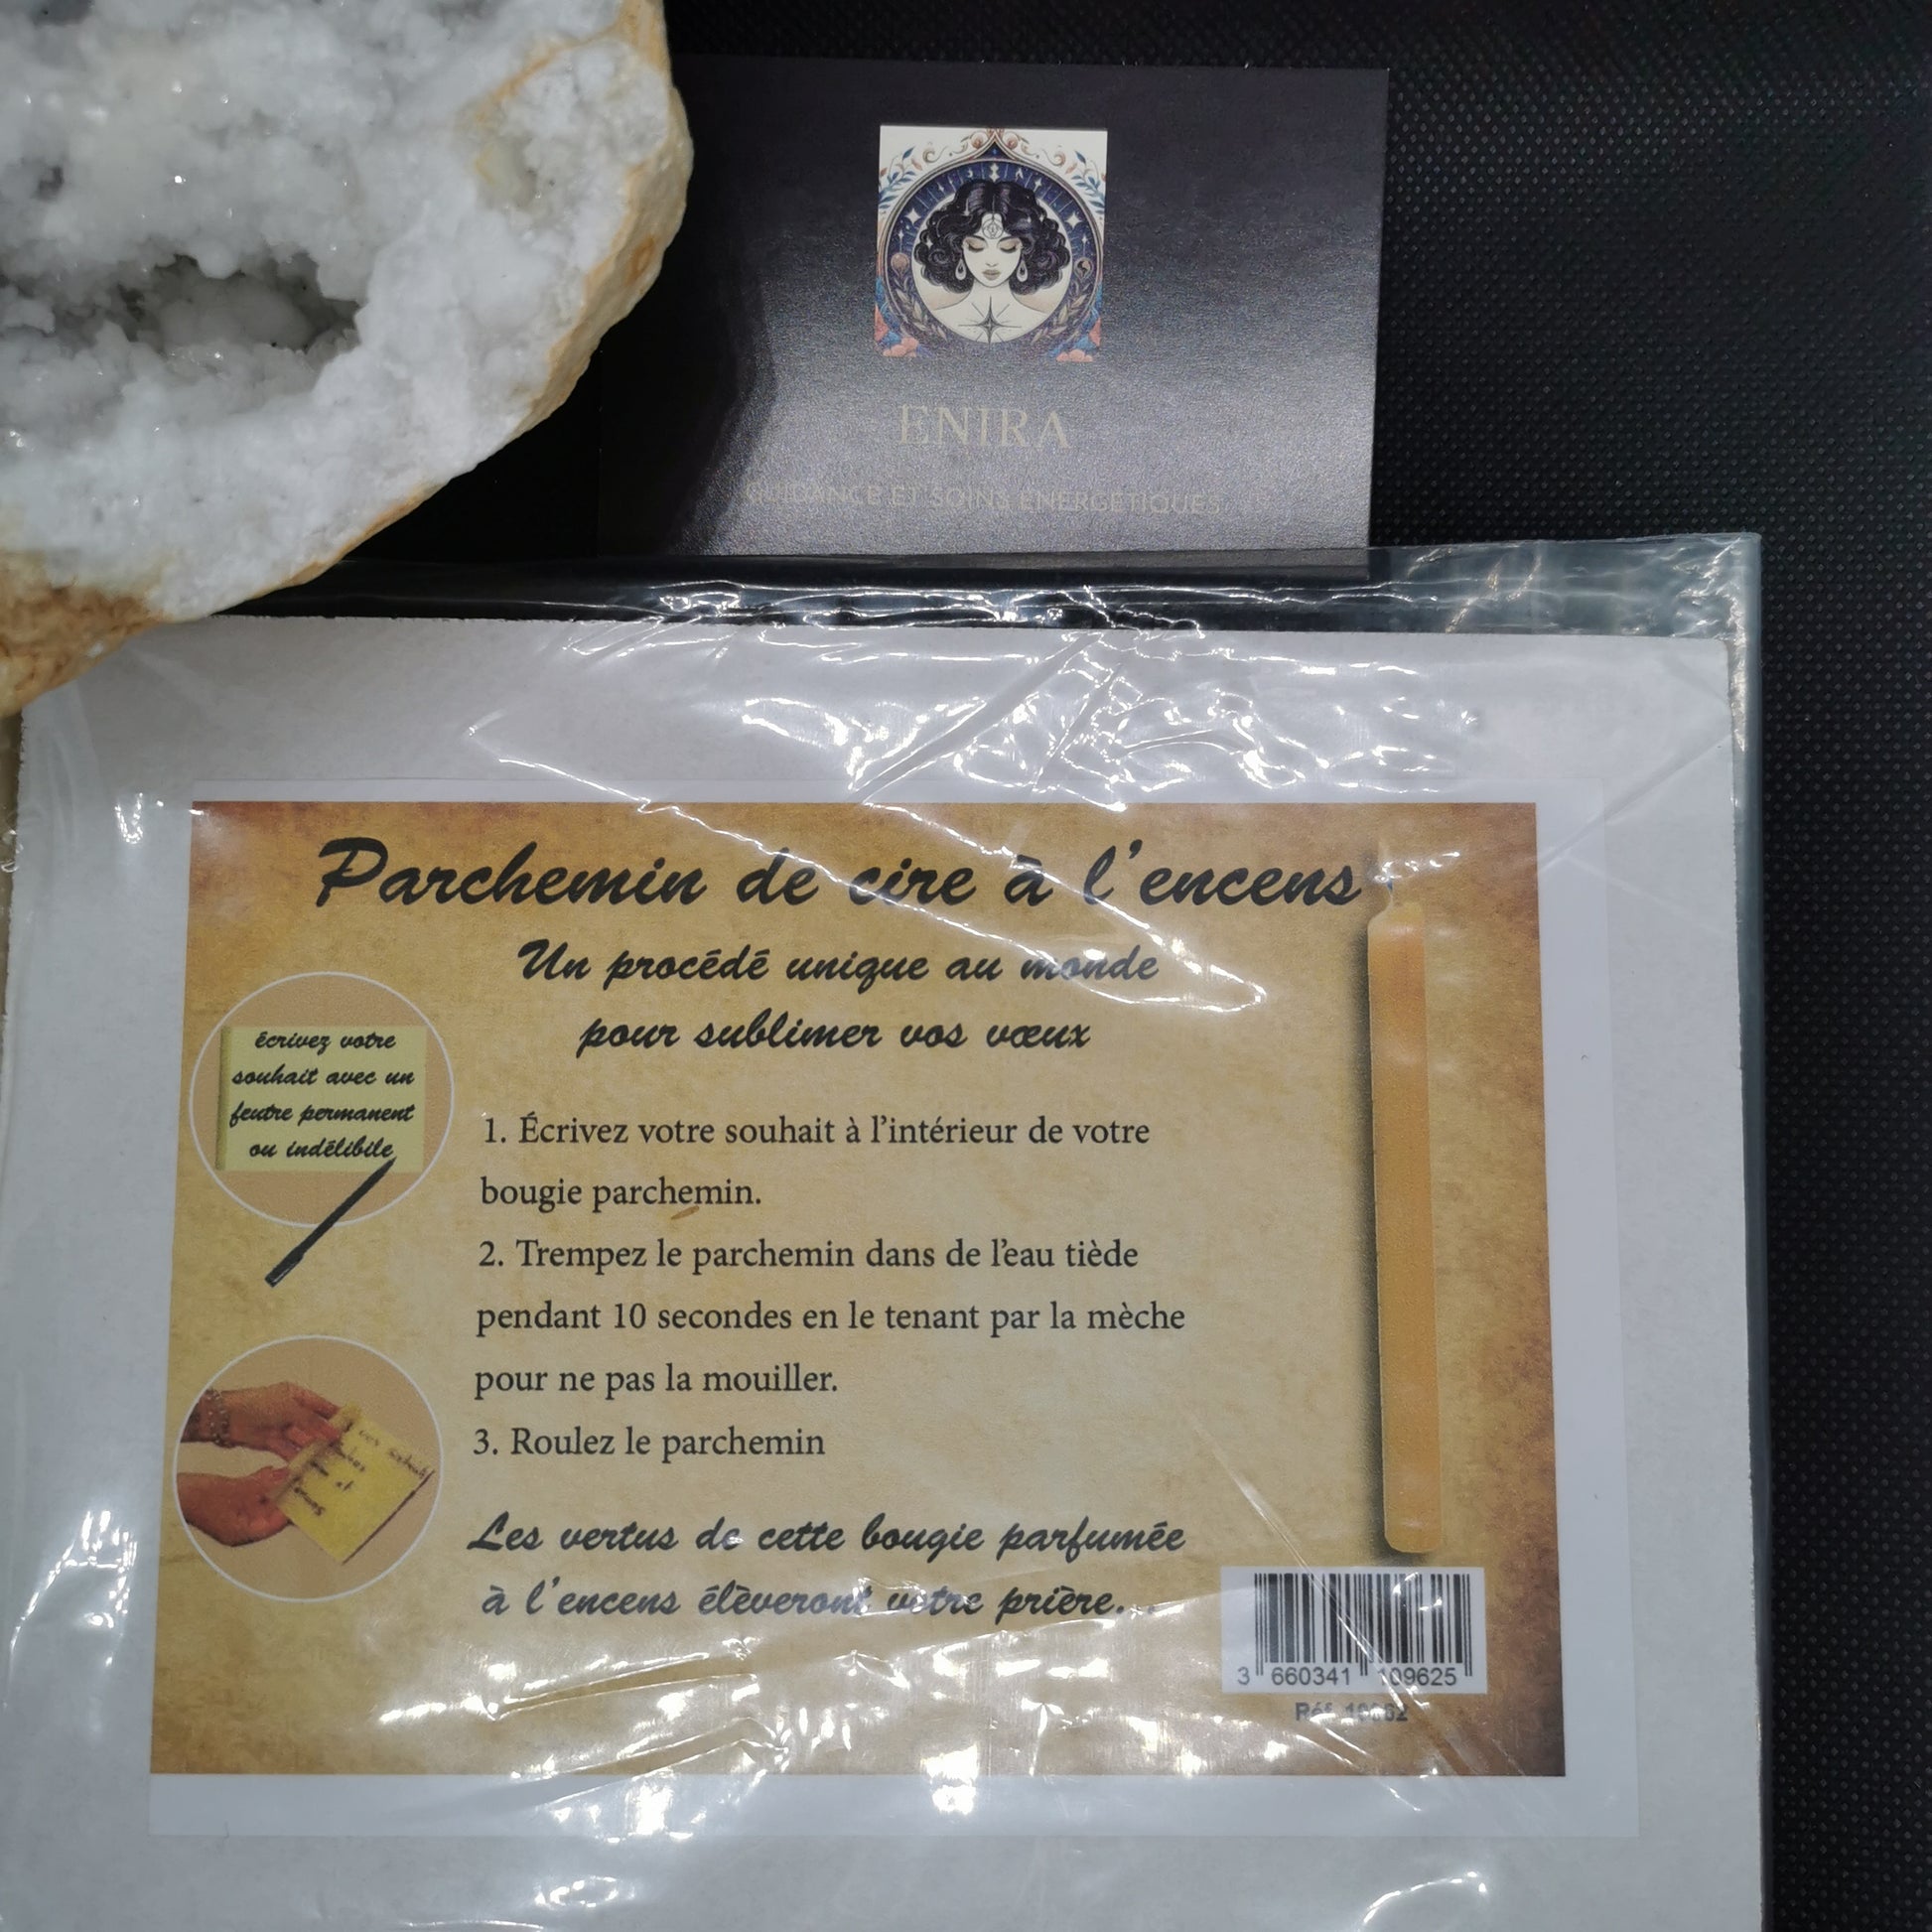 ENIRA
GUIDANCE ET SOINS ENERGETIQUES
Parchemin de cire à l'encens
Un procédé unique au monde
pour sublimer vos vœux
écrivez votre
souhait avec un
feutre permanent
ou indélibile
1. Écrivez votre souhait à l'intérieur de votre
bougie parchemin.
2. Trempez le parchemin dans de l'eau tiède
pendant 10 secondes en le tenant par la mèche
pour ne pas la mouiller.
3. Roulez le parchemin
Les vertus de cette bougie parfumée
à l'encens élèveront votre prière...
3 660341 109625
Réf.